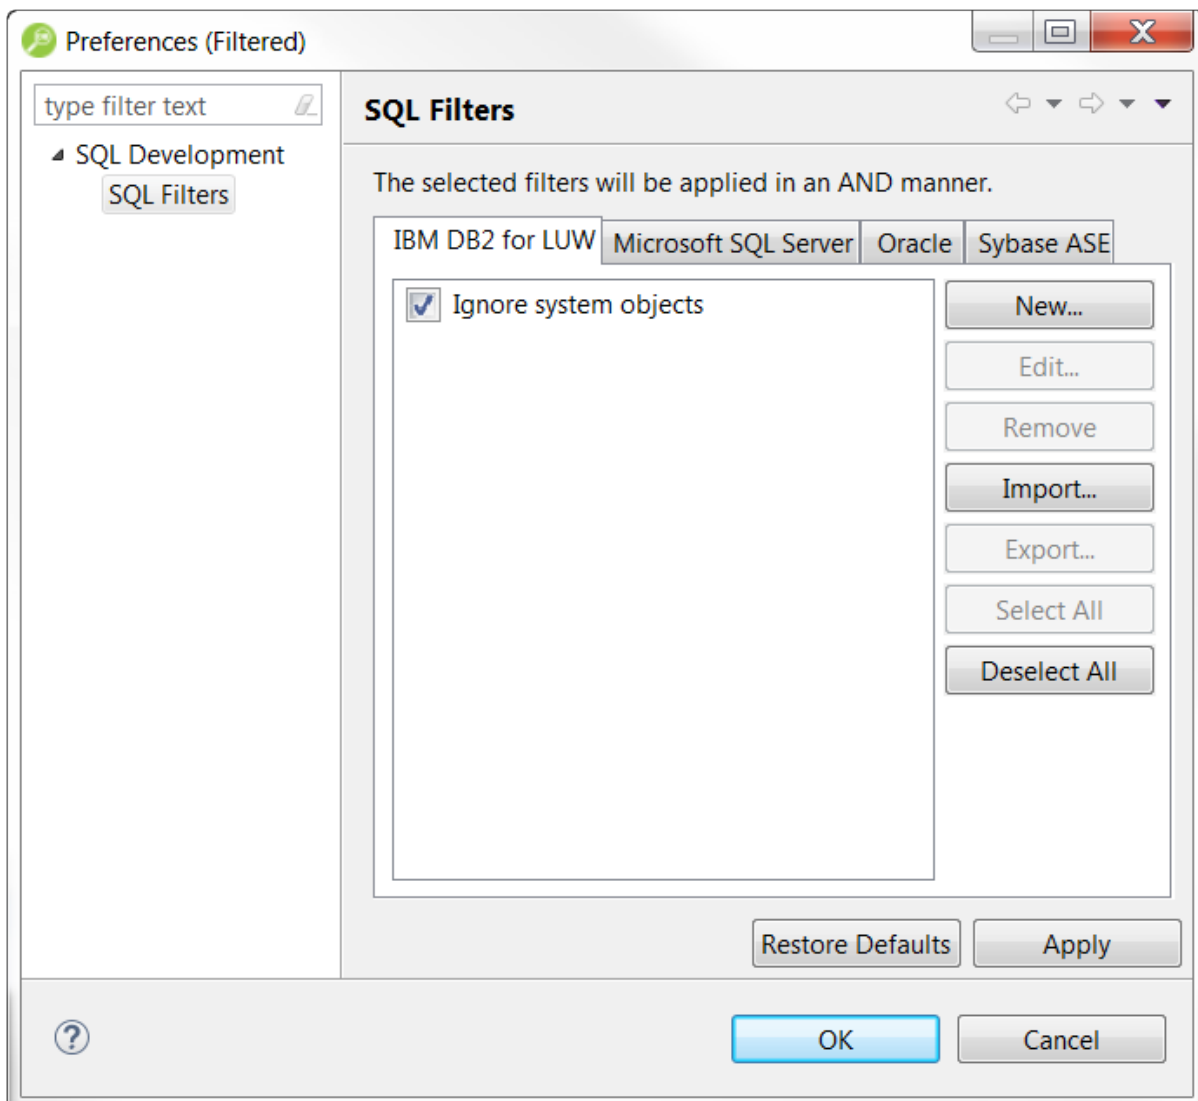 Preferences (Filtered)
type filter text
SQL Development
SQL Filters
SQL Filters
The selected filters will be applied in an AND manner.
IBM DB2 for LUW Microsoft SQL Server Oracle Sybase ASE
Ignore system objects
New...
Edit...
Remove
Import...
Export...
Select All
Deselect All
Restore Defaults Apply
? OK Cancel